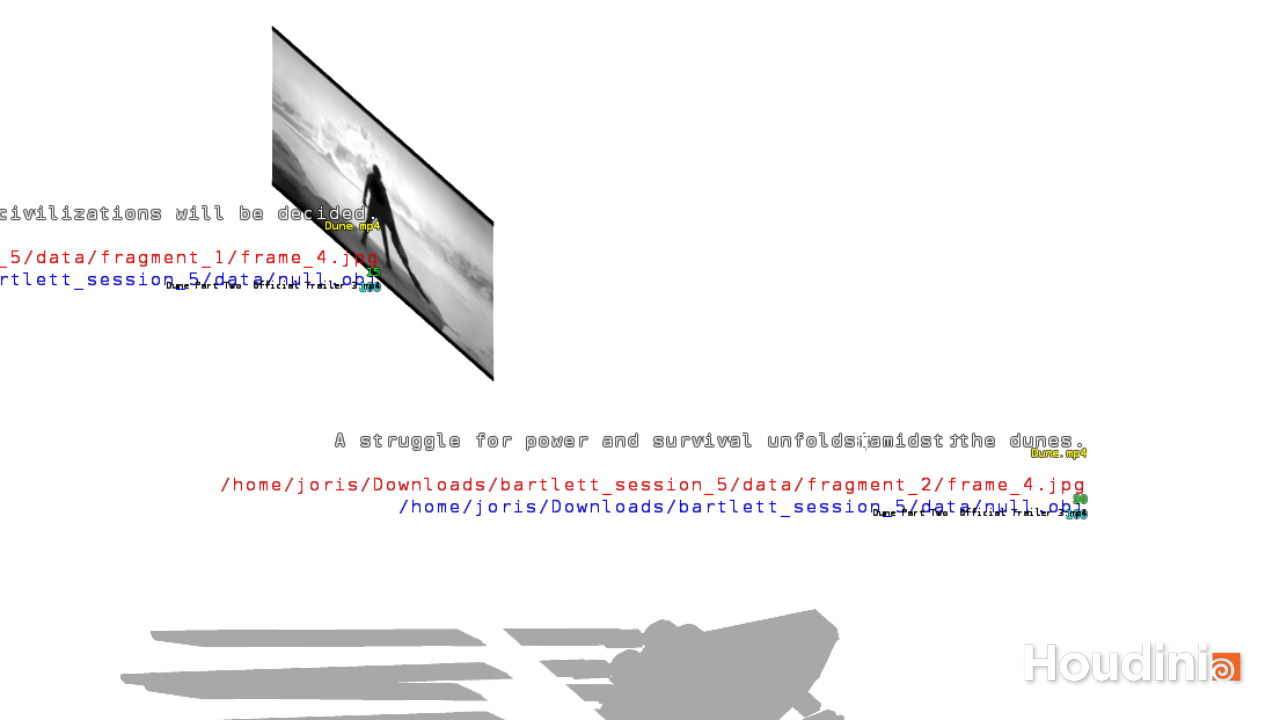 civilizations will be decided.
Dune.mp4
_5/data/fragment_1/frame_4.jpg
15
rtlett_session_5/data/null.obj
Dune Part Two Official Trailer 3.mp4
A struggle for power and survival unfolds amidst the dunes.
Dune.mp4
/home/joris/Downloads/bartlett_session_5/data/fragment_2/frame_4.jpg
/home/joris/Downloads/bartlett_session_5/data/null.obj
Dune Part Two Official Trailer 3.mp4
Houdini